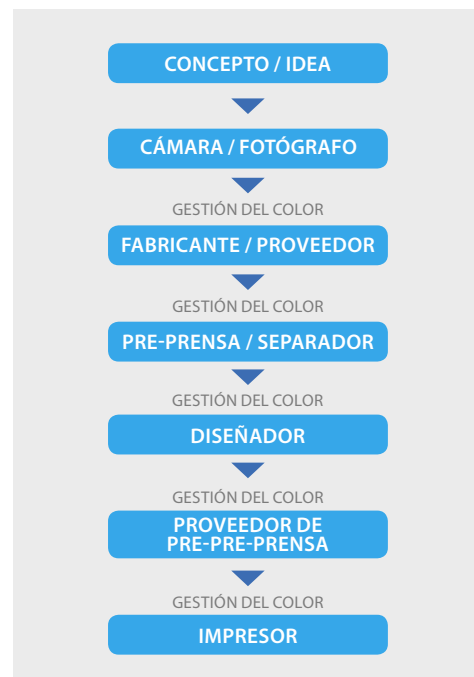 CONCEPTO / IDEA
CÁMARA / FOTÓGRAFO
GESTIÓN DEL COLOR
FABRICANTE / PROVEEDOR
GESTIÓN DEL COLOR
PRE-PRENSA / SEPARADOR
GESTIÓN DEL COLOR
DISEÑADOR
GESTIÓN DEL COLOR
PROVEEDOR DE
PRE-PRE-PRENSA
GESTIÓN DEL COLOR
IMPRESOR